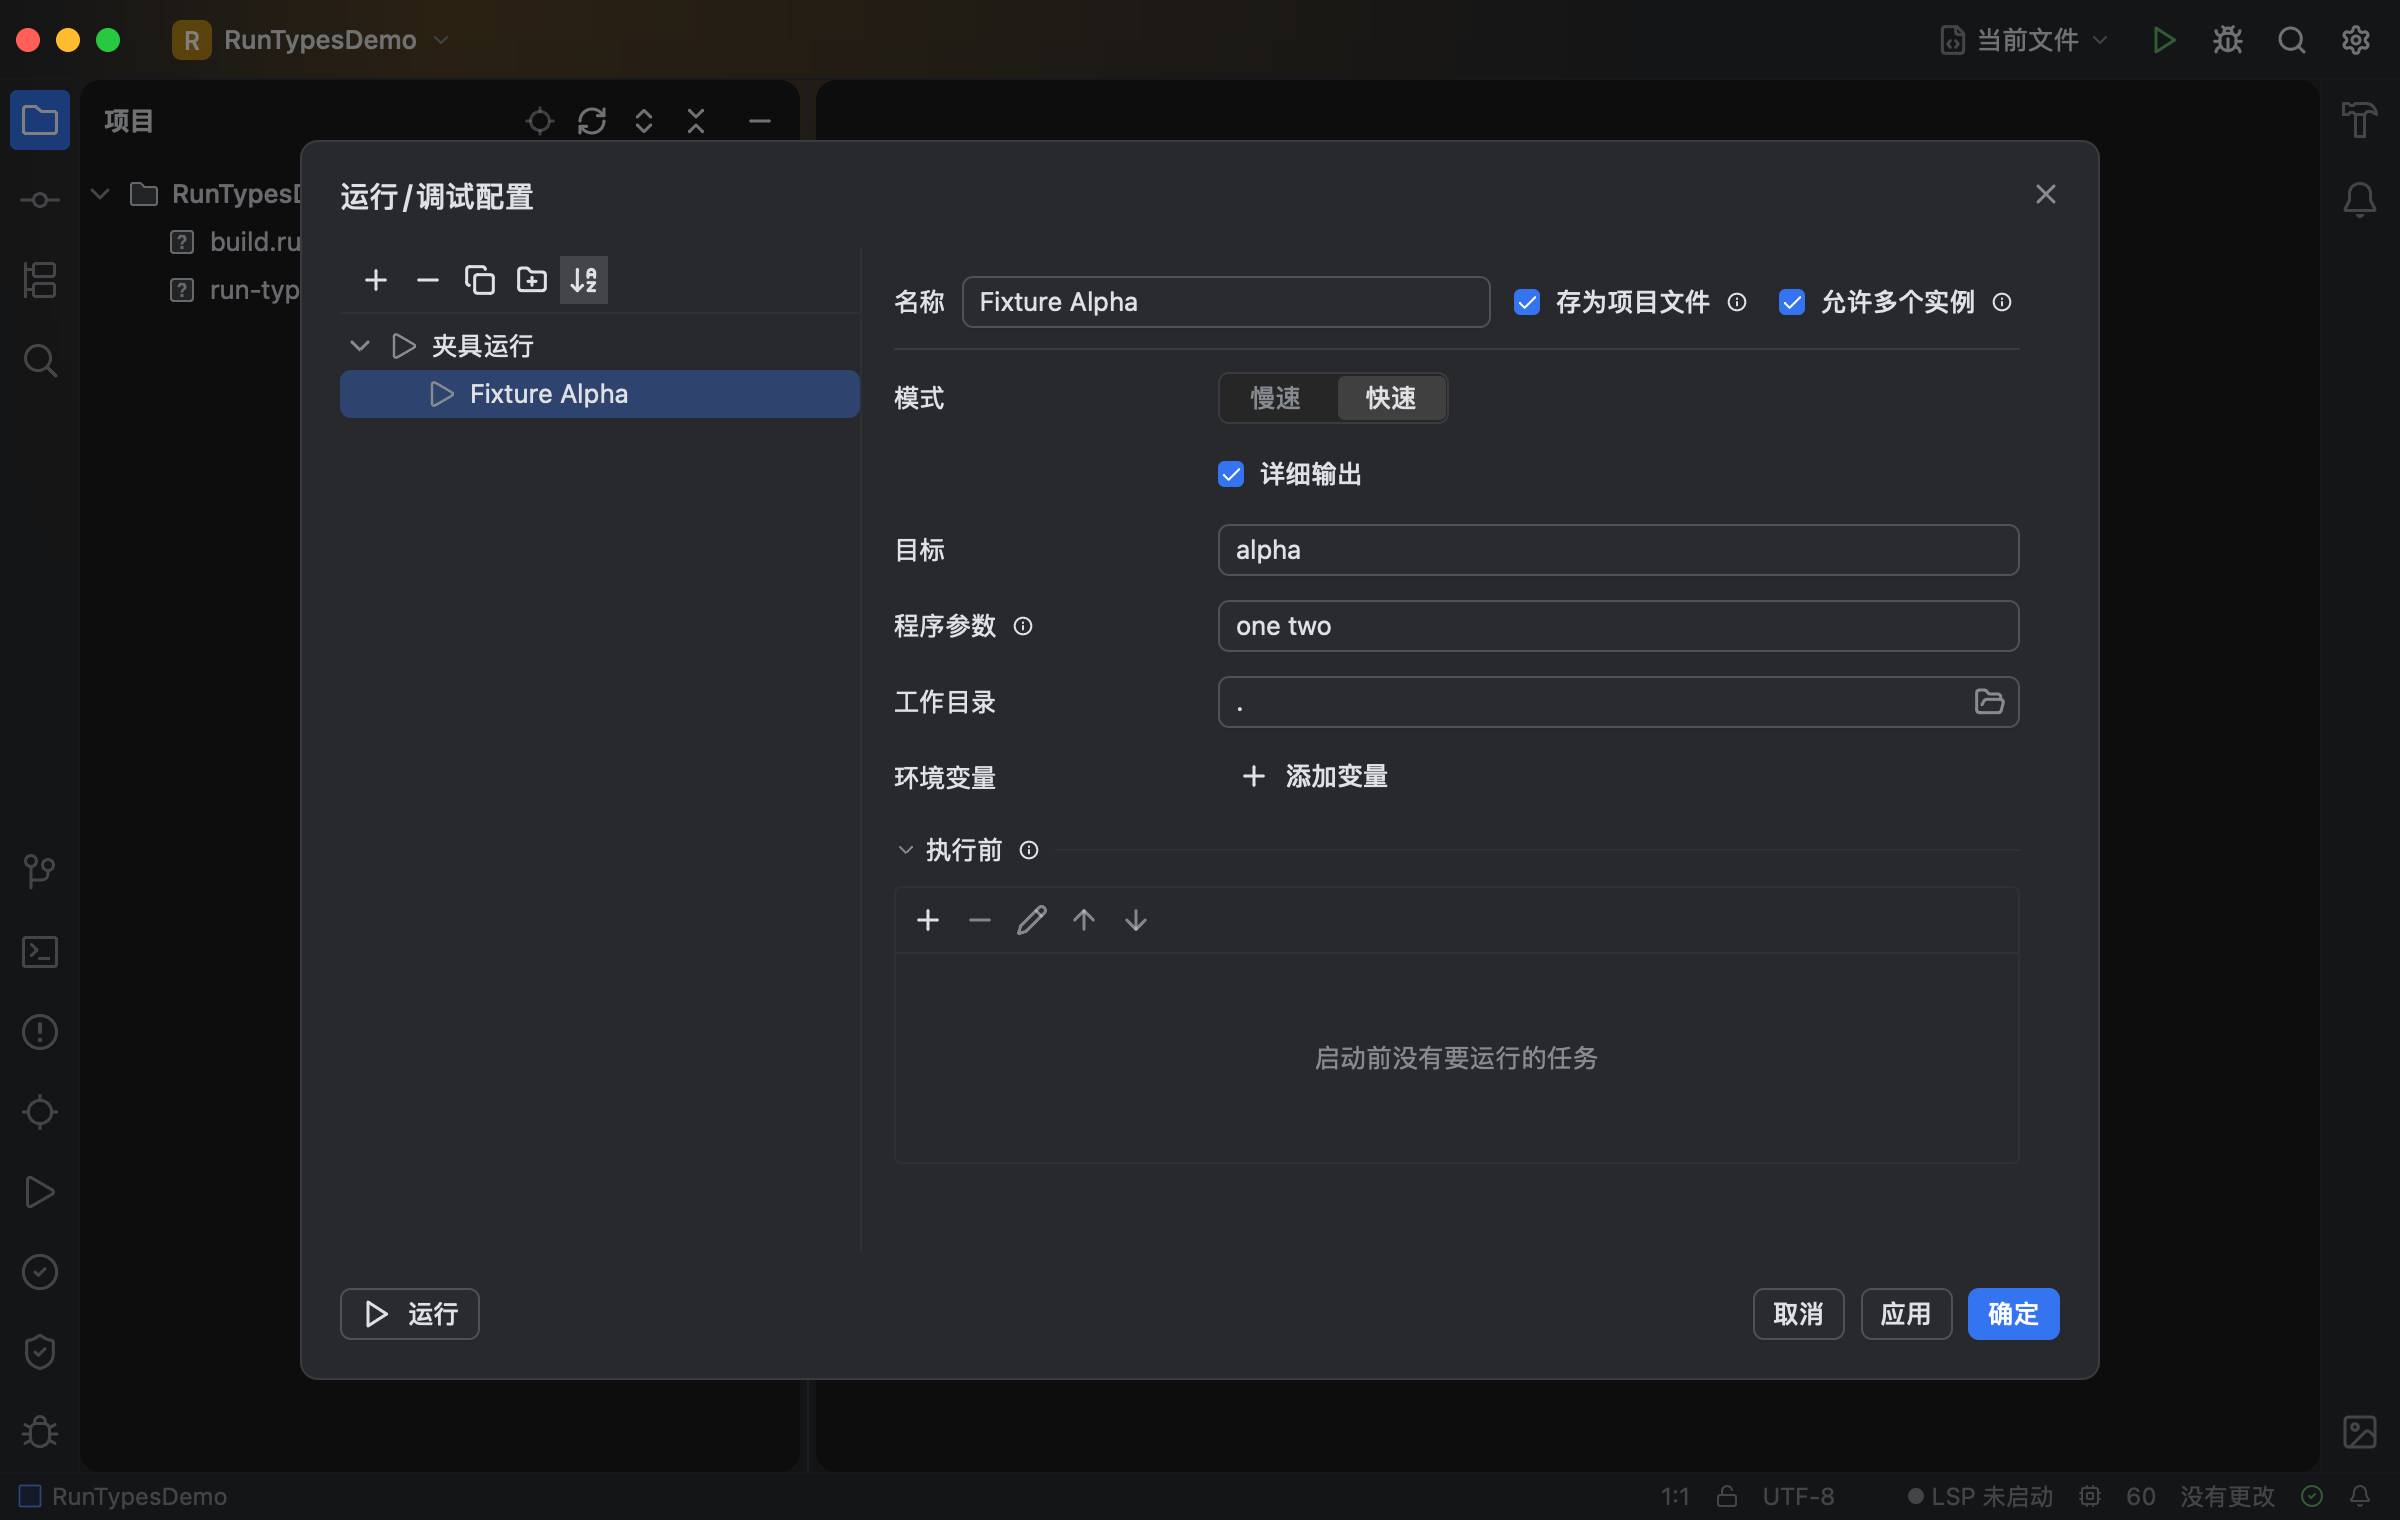 R RunTypesDemo
当前文件
项目
RunTypesD
build.ru
run-typ
运行/调试配置
夹具运行
Fixture Alpha
名称 Fixture Alpha 存为项目文件 允许多个实例
模式 慢速 快速
详细输出
目标 alpha
程序参数 one two
工作目录 .
环境变量 添加变量
执行前
启动前没有要运行的任务
运行 取消 应用 确定
RunTypesDemo 1:1 UTF-8 LSP 未启动 60 没有更改